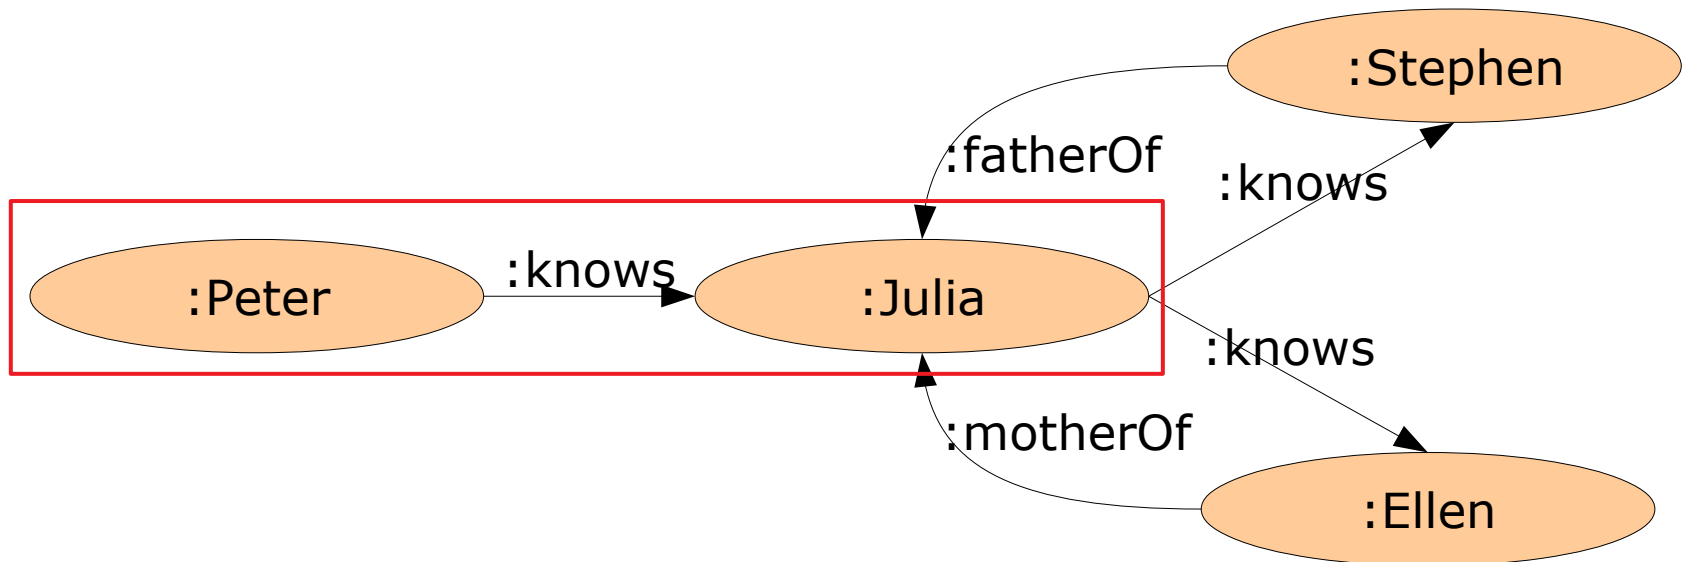 :Stephen
:fatherOf
:knows
:knows
:Peter
:Julia
:knows
:motherOf
:Ellen